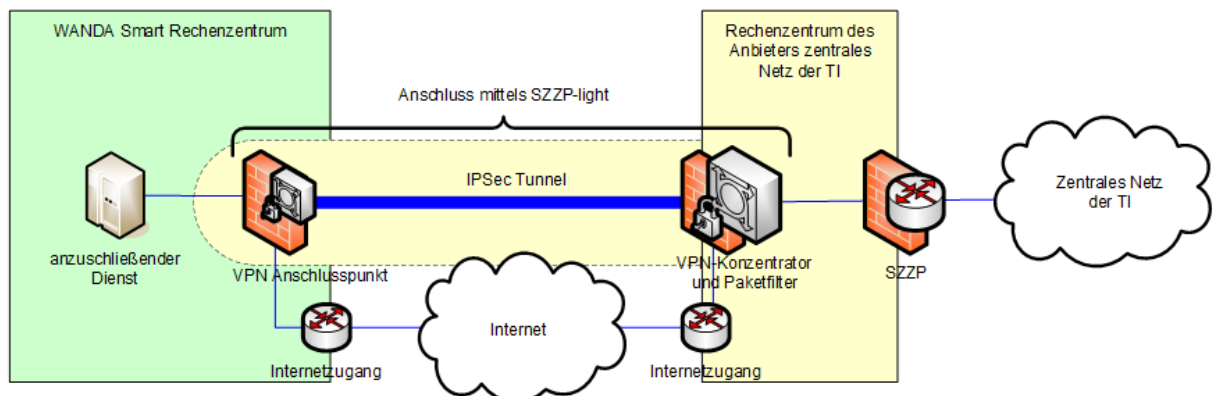 WANDA Smart Rechenzentrum
Rechenzentrum des
Anbieters zentrales
Netz der TI
Anschluss mittels SZZP-light
IPSec Tunnel
Zentrales Netz
der TI
anzuschließender
Dienst
VPN Anschlusspunkt
VPN-Konzentrator
und Paketfilter
SZZP
Internet
Internetzugang
Internetzugang